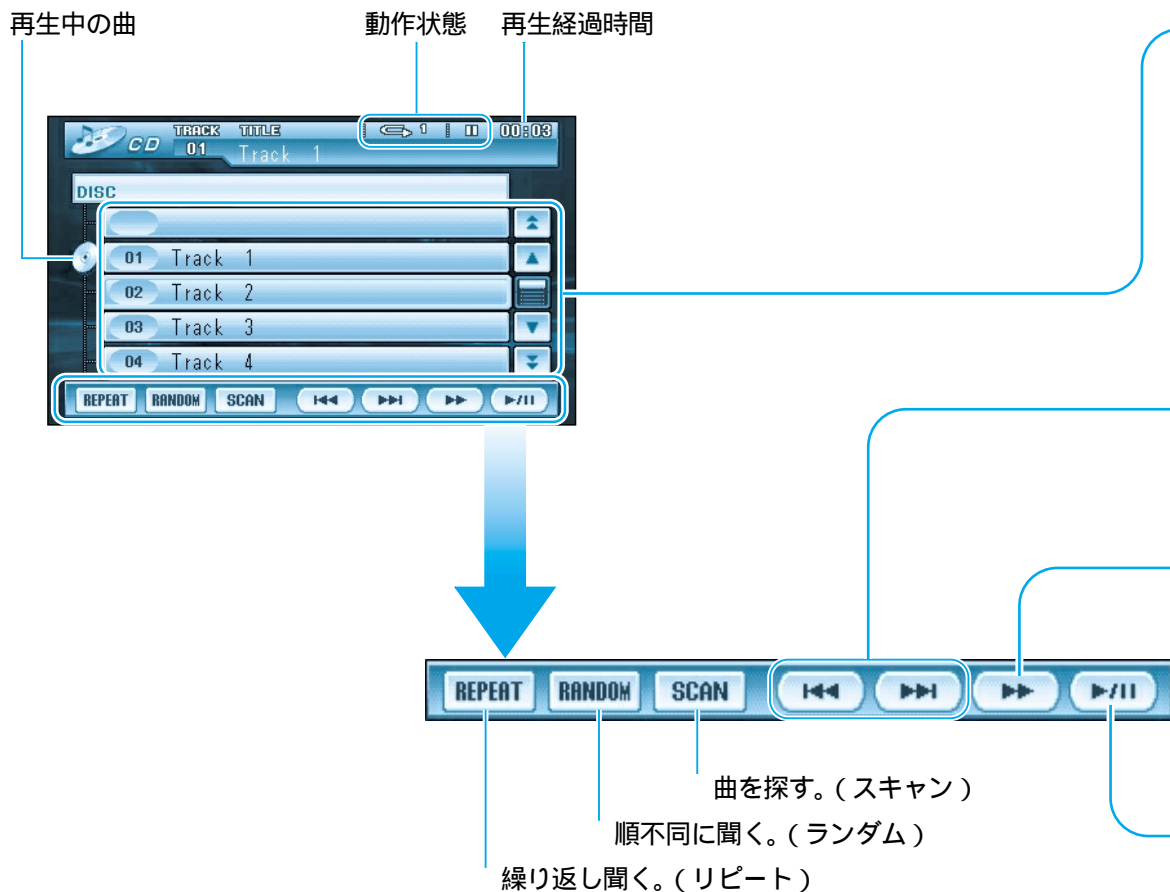 再生中の曲 動作状態 再生経過時間
CD TRACK TITLE 1 00:03
01 Track 1
DISC
01 Track 1
02 Track 2
03 Track 3
04 Track 4
REPEAT RANDOM SCAN
REPEAT RANDOM SCAN
曲を探す。(スキャン)
順不同に聞く。(ランダム)
繰り返し聞く。(リピート)